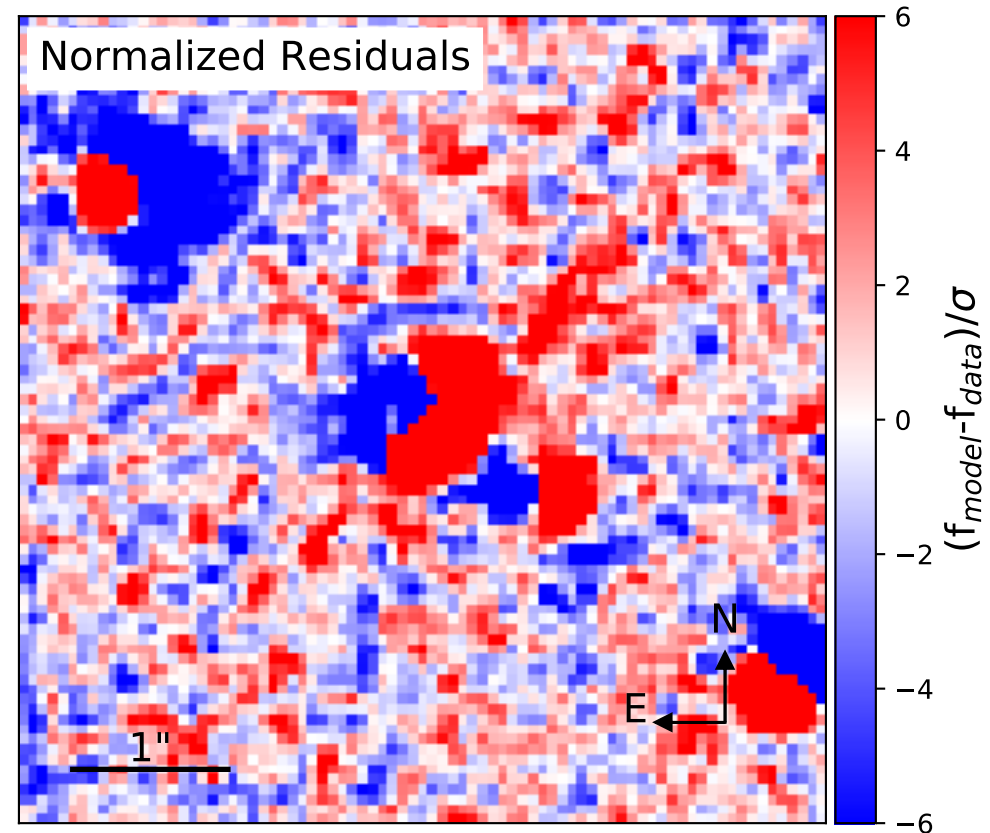 Normalized Residuals
N
E
1"
6
4
2
0
−2
−4
−6
(f_model-f_data)/σ